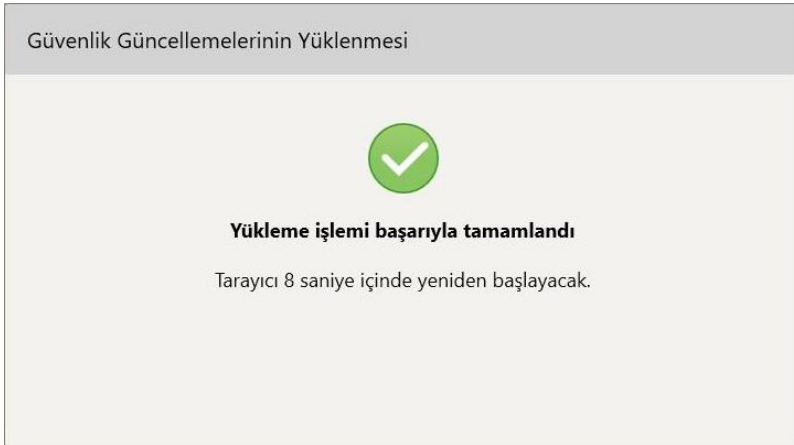 Güvenlik Güncellemelerinin Yüklenmesi
Yükleme işlemi başarıyla tamamlandı
Tarayıcı 8 saniye içinde yeniden başlayacak.